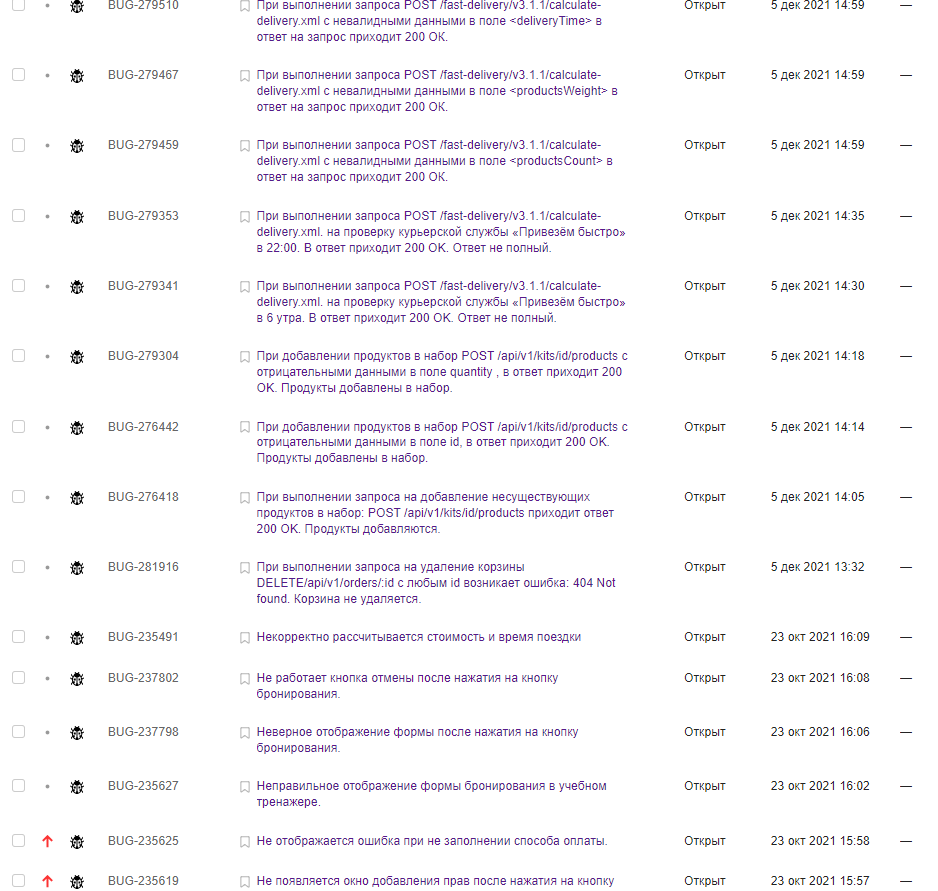 BUG-279510 При выполнении запроса POST /fast-delivery/v3.1.1/calculate- Открыт 5 дек 2021 14:59 —
delivery.xml с невалидными данными в поле <deliveryTime> в
ответ на запрос приходит 200 ОК.
BUG-279467 При выполнении запроса POST /fast-delivery/v3.1.1/calculate- Открыт 5 дек 2021 14:59 —
delivery.xml с невалидными данными в поле <productsWeight> в
ответ на запрос приходит 200 ОК.
BUG-279459 При выполнении запроса POST /fast-delivery/v3.1.1/calculate- Открыт 5 дек 2021 14:59 —
delivery.xml с невалидными данными в поле <productsCount> в
ответ на запрос приходит 200 ОК.
BUG-279353 При выполнении запроса POST /fast-delivery/v3.1.1/calculate- Открыт 5 дек 2021 14:35 —
delivery.xml. на проверку курьерской службы «Привезём быстро»
в 22:00. В ответ приходит 200 ОК. Ответ не полный.
BUG-279341 При выполнении запроса POST /fast-delivery/v3.1.1/calculate- Открыт 5 дек 2021 14:30 —
delivery.xml. на проверку курьерской службы «Привезём быстро»
в 6 утра. В ответ приходит 200 ОК. Ответ не полный.
BUG-279304 При добавлении продуктов в набор POST /api/v1/kits/id/products с Открыт 5 дек 2021 14:18 —
отрицательными данными в поле quantity , в ответ приходит 200
ОК. Продукты добавлены в набор.
BUG-276442 При добавлении продуктов в набор POST /api/v1/kits/id/products с Открыт 5 дек 2021 14:14 —
отрицательными данными в поле id, в ответ приходит 200 ОК.
Продукты добавлены в набор.
BUG-276418 При выполнении запроса на добавление несуществующих Открыт 5 дек 2021 14:05 —
продуктов в набор: POST /api/v1/kits/id/products приходит ответ
200 ОК. Продукты добавляются.
BUG-281916 При выполнении запроса на удаление корзины Открыт 5 дек 2021 13:32 —
DELETE/api/v1/orders/:id с любым id возникает ошибка: 404 Not
found. Корзина не удаляется.
BUG-235491 Некорректно рассчитывается стоимость и время поездки Открыт 23 окт 2021 16:09 —
BUG-237802 Не работает кнопка отмены после нажатия на кнопку Открыт 23 окт 2021 16:08 —
бронирования.
BUG-237798 Неверное отображение формы после нажатия на кнопку Открыт 23 окт 2021 16:06 —
бронирования.
BUG-235627 Неправильное отображение формы бронирования в учебном Открыт 23 окт 2021 16:02 —
тренажере.
BUG-235625 Не отображается ошибка при не заполнении способа оплаты. Открыт 23 окт 2021 15:58 —
BUG-235619 Не появляется окно добавления прав после нажатия на кнопку Открыт 23 окт 2021 15:57 —